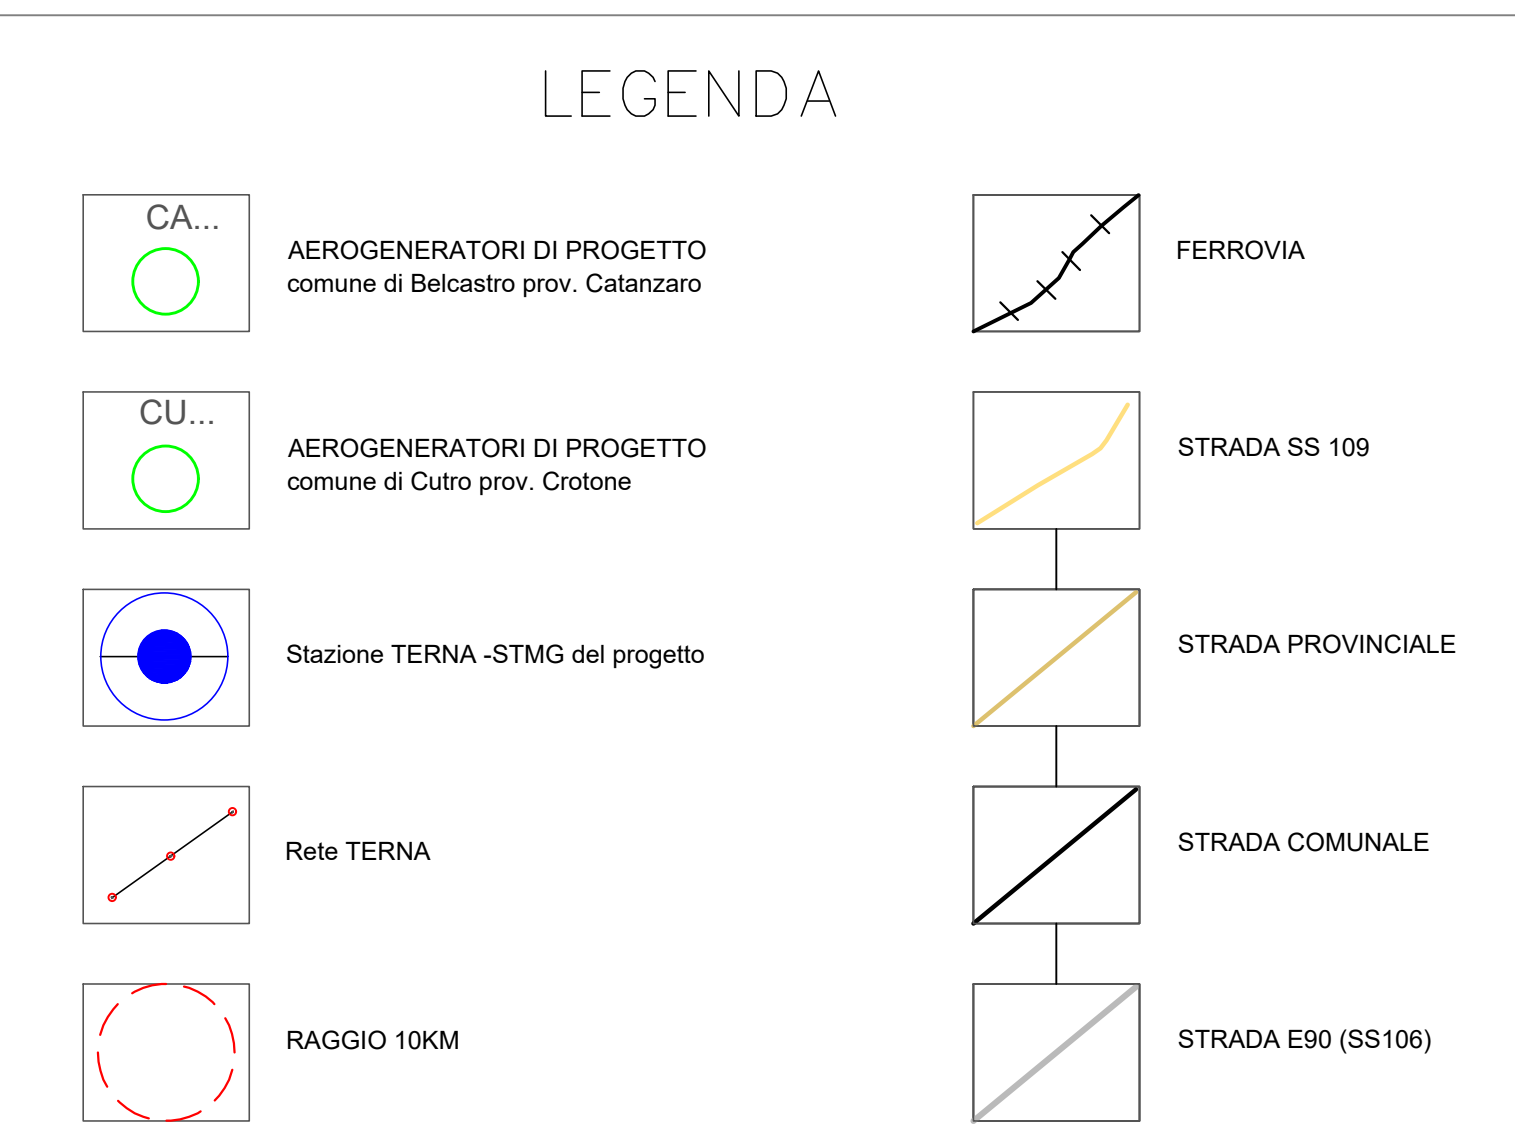 LEGENDA
CA...
AEROGENERATORI DI PROGETTO
comune di Belcastro prov. Catanzaro
CU...
AEROGENERATORI DI PROGETTO
comune di Cutro prov. Crotone
Stazione TERNA -STMG del progetto
Rete TERNA
RAGGIO 10KM
FERROVIA
STRADA SS 109
STRADA PROVINCIALE
STRADA COMUNALE
STRADA E90 (SS106)